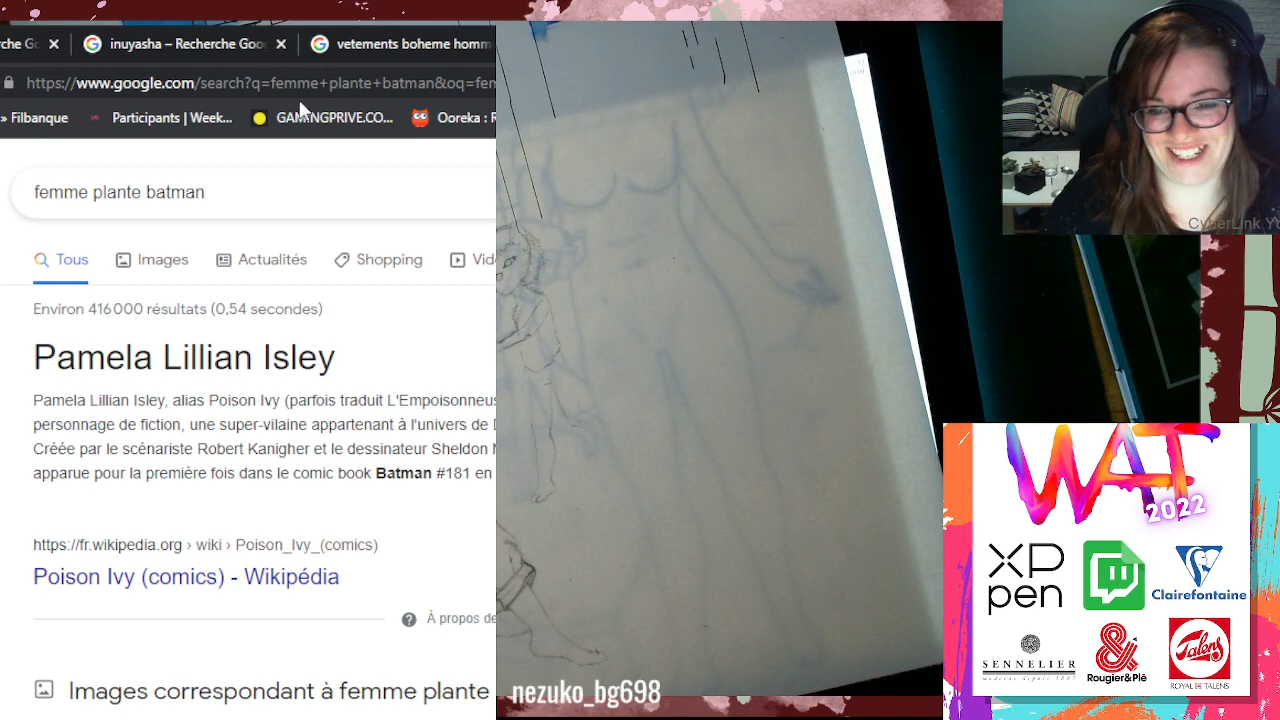 inuyasha – Recherche Goo
vetements boheme homm
https://www.google.com/search?q=femme+plante+batman&oq=fem
» Filbanque
Participants | Week...
GAMINGPRIVE.CO...
Ooreka : R
femme plante batman
Tous
Images
Actualités
Shopping
Vid
Environ 416 000 résultats (0,54 secondes)
Pamela Lillian Isley
Pamela Lillian Isley, alias Poison Ivy (parfois traduit L'Empoisonneus
personnage de fiction, une super-vilaine appartenant à l'univers de D
Créée par le scénariste Robert Kanigher et le dessinateur Sheldon M
apparue pour la première fois dans le comic book Batman #181 en
https://fr.wikipedia.org › wiki › Poison_Ivy_(comics)
Poison Ivy (comics) - Wikipédia
À propos de
Images correspondant à femme plante
nezuko_bg698
CyberLink Yo
WAT
2022
XP
pen
Clairefontaine
SENNELIER
Rougier&Plé
Talens
ROYAL TALENS